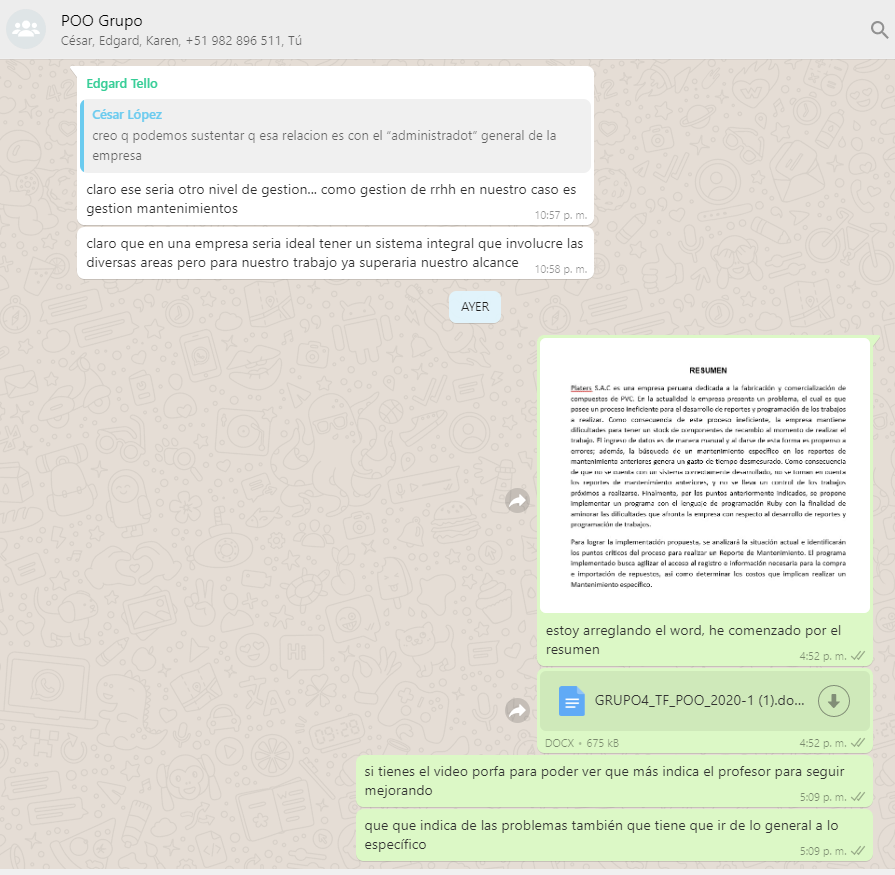 POO Grupo
César, Edgard, Karen, +51 982 896 511, Tú
Edgard Tello
César López
creo q podemos sustentar q esa relacion es con el “administradot” general de la
empresa
claro ese seria otro nivel de gestion... como gestion de rrhh en nuestro caso es
gestion mantenimientos
10:57 p. m.
claro que en una empresa seria ideal tener un sistema integral que involucre las
diversas areas pero para nuestro trabajo ya superaria nuestro alcance
10:58 p. m.
AYER
RESUMEN
Platers S.A.C es una empresa peruana dedicada a la fabricación y comercialización de
compuestos de PVC. En la actualidad la empresa presenta un problema, el cual es que
posee un proceso ineficiente para el desarrollo de reportes y programación de los trabajos
a realizar. Como consecuencia de este proceso ineficiente, la empresa mantiene
dificultades para tener un stock de componentes de recambio al momento de realizar el
trabajo. El ingreso de datos es de manera manual y al darse de esta forma es propenso a
errores; además, la búsqueda de un mantenimiento específico en los reportes de
mantenimiento anteriores genera un gasto de tiempo desmesurado. Como consecuencia
de que no se cuenta con un sistema correctamente desarrollado, no se toman en cuenta
los reportes de mantenimiento anteriores, y no se lleva un control de los trabajos
próximos a realizarse. Finalmente, por los puntos anteriormente indicados, se propone
implementar un programa con el lenguaje de programación Ruby con la finalidad de
aminorar las dificultades que afronta la empresa con respecto al desarrollo de reportes y
programación de trabajos.
Para lograr la implementación propuesta, se analizará la situación actual e identificarán
los puntos críticos del proceso para realizar un Reporte de Mantenimiento. El programa
implementado busca agilizar el acceso al registro e información necesaria para la compra
e importación de repuestos, así como determinar los costos que implican realizar un
Mantenimiento específico.
estoy arreglando el word, he comenzado por el
resumen
4:52 p. m.
GRUPO4_TF_POO_2020-1 (1).do...
DOCX • 675 kB
4:52 p. m.
si tienes el video porfa para poder ver que más indica el profesor para seguir
mejorando
5:09 p. m.
que que indica de las problemas también que tiene que ir de lo general a lo
específico
5:09 p. m.